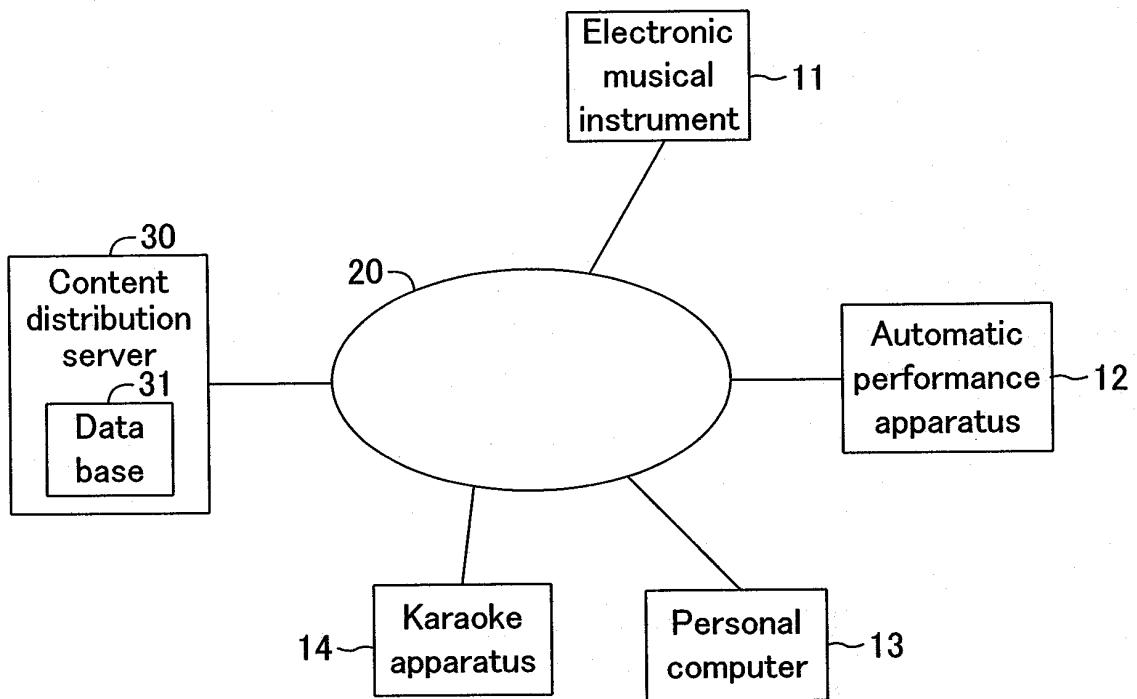 Electronic
musical
instrument
11
30
Content
distribution
server
31
Data
base
20
Automatic
performance
apparatus
12
14
Karaoke
apparatus
Personal
computer
13